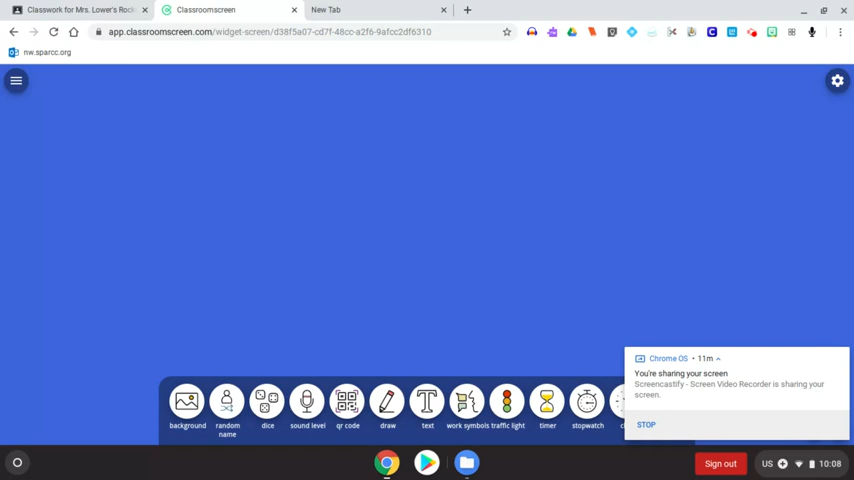 Classwork for Mrs. Lower's Rock
Classroomscreen
New Tab
app.classroomscreen.com/widget-screen/d38f5a07-cd7f-48cc-a2f6-9afcc2df6310
nw.sparcc.org
Chrome OS • 11m
You're sharing your screen
Screencastify - Screen Video Recorder is sharing your
screen.
STOP
background
random
name
dice
sound level
qr code
draw
text
work symbols
traffic light
timer
stopwatch
Sign out
US
10:08